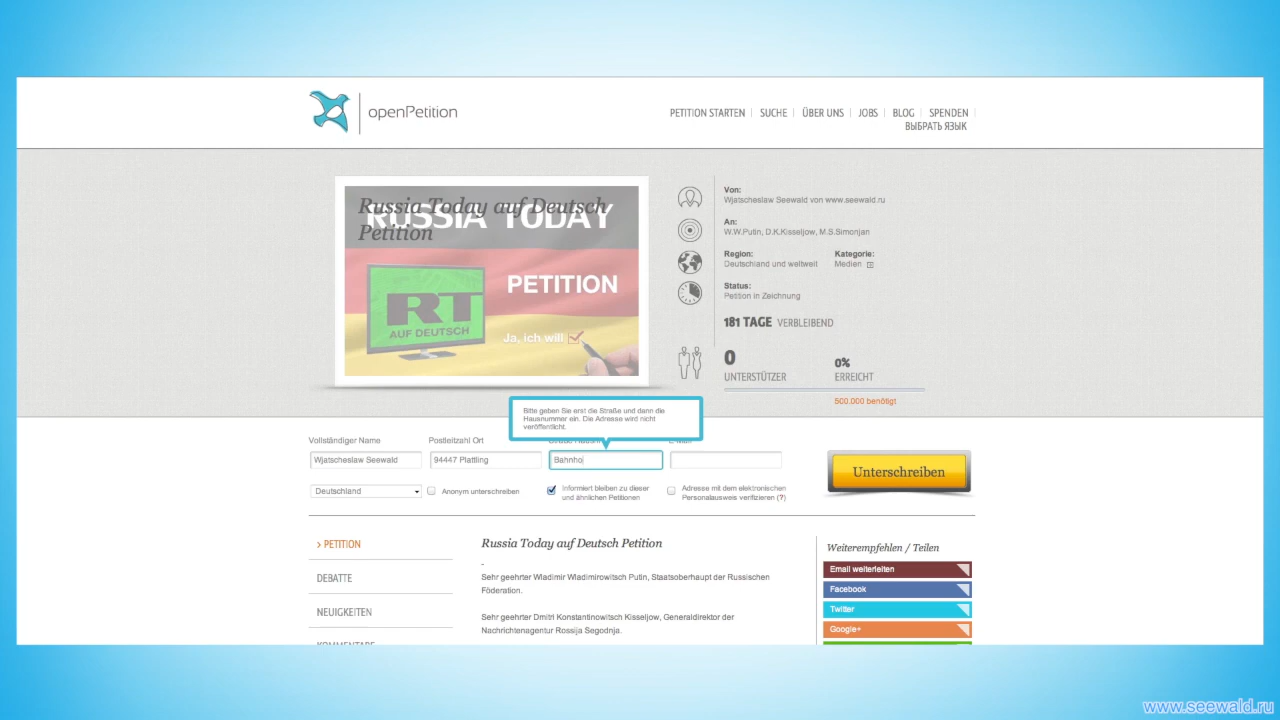 openPetition
PETITION STARTEN
SUCHE
ÜBER UNS
JOBS
BLOG
SPENDEN
ВЫБРАТЬ ЯЗЫК
Russia Today auf Deutsch
Petition
RUSSIA TODAY
PETITION
RT
AUF DEUTSCH
Ja, ich will
Von:
Wjatscheslaw Seewald von www.seewald.ru
An:
W.W.Putin, D.K.Kisseljow, M.S.Simonjan
Region:
Deutschland und weltweit
Kategorie:
Medien
Status:
Petition in Zeichnung
181 TAGE VERBLEIBEND
0
UNTERSTÜTZER
0%
ERREICHT
500.000 benötigt
Bitte geben Sie erst die Straße und dann die
Hausnummer ein. Die Adresse wird nicht
veröffentlicht.
Vollständiger Name
Postleitzahl Ort
Wjatscheslaw Seewald
94447 Plattling
Bahnho
Unterschreiben
Deutschland
Anonym unterschreiben
Informiert bleiben zu dieser
und ähnlichen Petitionen
Adresse mit dem elektronischen
Personalausweis verifizieren (?)
> PETITION
DEBATTE
NEUIGKEITEN
KOMMENTARE
Russia Today auf Deutsch Petition
-
Sehr geehrter Wladimir Wladimirowitsch Putin, Staatsoberhaupt der Russischen
Föderation.
Sehr geehrter Dmitri Konstantinowitsch Kisseljow, Generaldirektor der
Nachrichtenagentur Rossija Segodnja.
Weiterempfehlen / Teilen
Email weiterleiten
Facebook
Twitter
Google+
www.seewald.ru